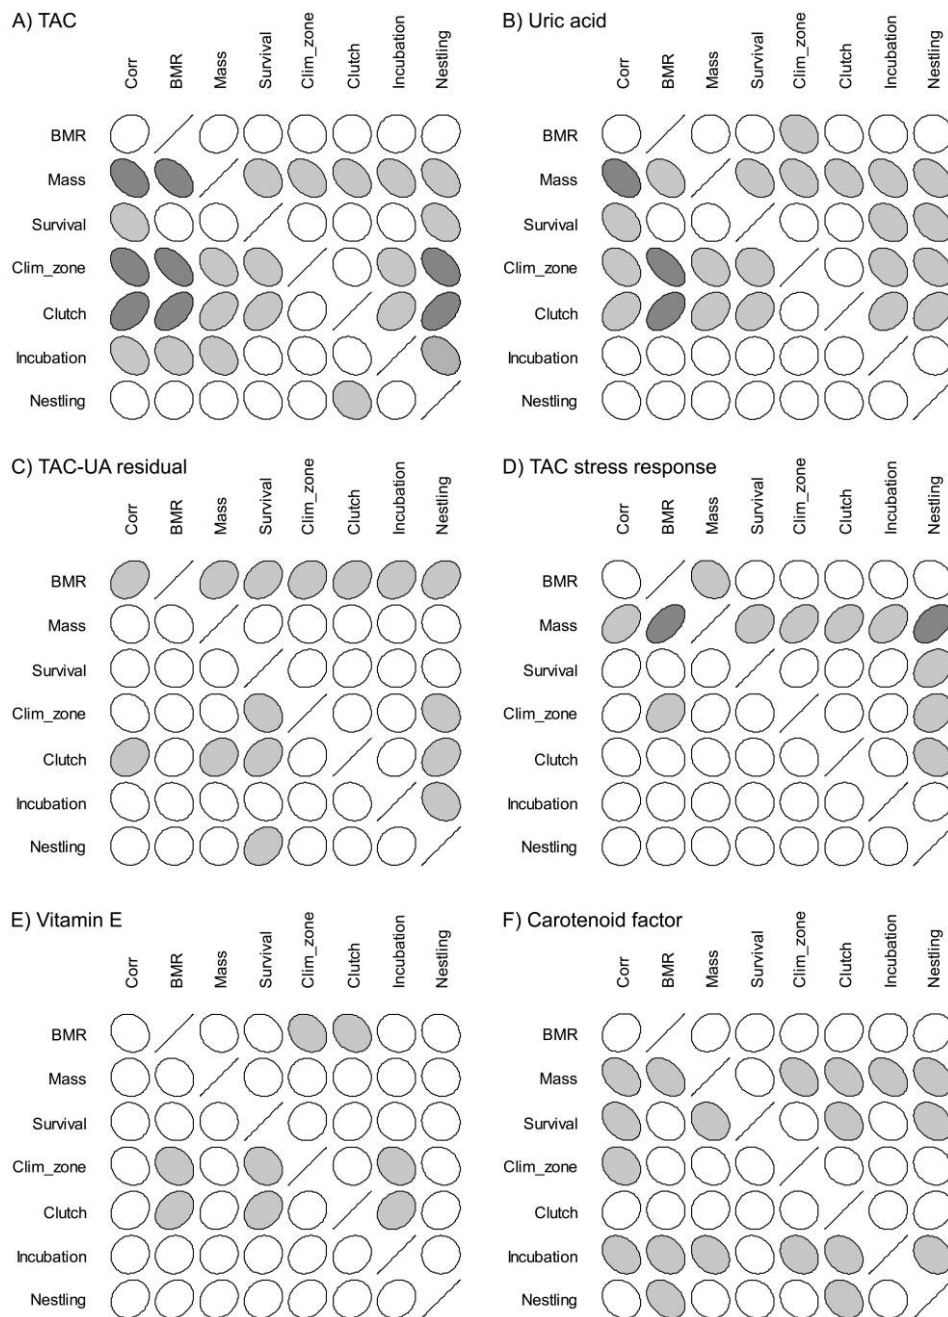 A) TAC
Corr BMR Mass Survival Clim_zone Clutch Incubation Nestling
BMR
Mass
Survival
Clim_zone
Clutch
Incubation
Nestling
B) Uric acid
Corr BMR Mass Survival Clim_zone Clutch Incubation Nestling
BMR
Mass
Survival
Clim_zone
Clutch
Incubation
Nestling
C) TAC-UA residual
Corr BMR Mass Survival Clim_zone Clutch Incubation Nestling
BMR
Mass
Survival
Clim_zone
Clutch
Incubation
Nestling
D) TAC stress response
Corr BMR Mass Survival Clim_zone Clutch Incubation Nestling
BMR
Mass
Survival
Clim_zone
Clutch
Incubation
Nestling
E) Vitamin E
Corr BMR Mass Survival Clim_zone Clutch Incubation Nestling
BMR
Mass
Survival
Clim_zone
Clutch
Incubation
Nestling
F) Carotenoid factor
Corr BMR Mass Survival Clim_zone Clutch Incubation Nestling
BMR
Mass
Survival
Clim_zone
Clutch
Incubation
Nestling